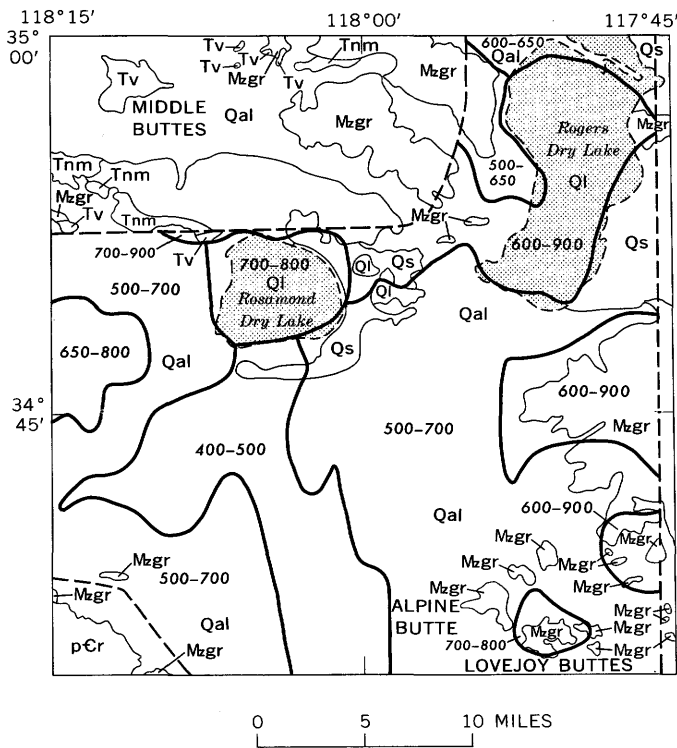 118°15′ 118°00′ 117°45′
35°
00′
Tv
Tnm
600–650
Qal
Qs
Tv
Mzgr
Tv
Mzgr
Tv
MIDDLE
BUTTES
Qal
Mzgr
Rogers
Dry Lake
Mzgr
Tnm
Tnm
500–
650
Ql
Mzgr
Tv
Tnm
Mzgr
700–900
Tv
600–900
Qs
500–700
700–800
Ql
Rosamond
Dry Lake
Ql
Qs
Ql
Qal
650–800
Qal
Qs
600–900
34°
45′
400–500
500–700
Mzgr
Qal
600–900
Mzgr
Mzgr
Mzgr
Mzgr
500–700
Mzgr
Mzgr
Mzgr
ALPINE
BUTTE
Mzgr
Qal
Mzgr
Mzgr
p€r
Mzgr
700–800
Mzgr
LOVEJOY BUTTES
0 5 10 MILES